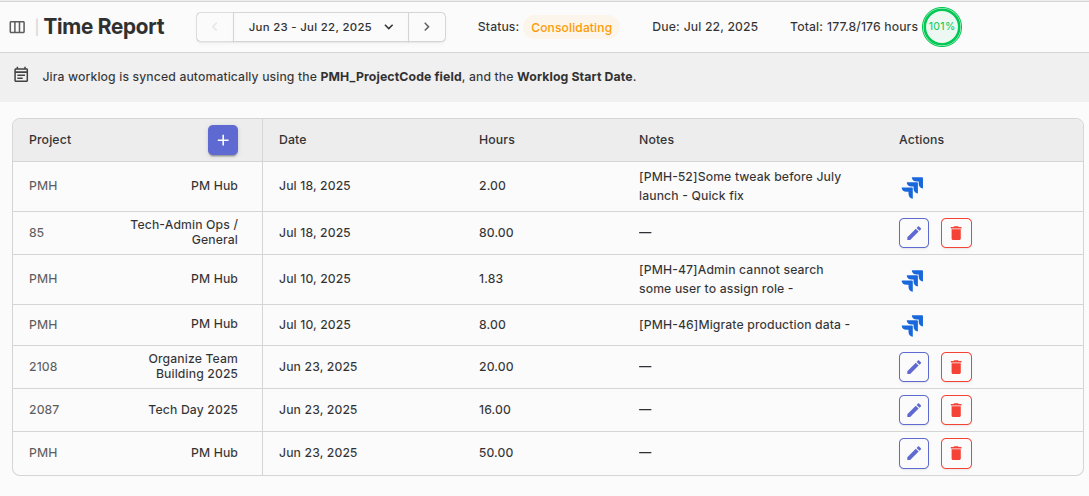 Time Report
Jun 23 - Jul 22, 2025
Status: Consolidating
Due: Jul 22, 2025
Total: 177.8/176 hours
101%
Jira worklog is synced automatically using the PMH_ProjectCode field, and the Worklog Start Date.
Project + Date Hours Notes Actions
PMH PM Hub Jul 18, 2025 2.00 [PMH-52]Some tweak before July
launch - Quick fix
85 Tech-Admin Ops /
General Jul 18, 2025 80.00 —
PMH PM Hub Jul 10, 2025 1.83 [PMH-47]Admin cannot search
some user to assign role -
PMH PM Hub Jul 10, 2025 8.00 [PMH-46]Migrate production data -
2108 Organize Team
Building 2025 Jun 23, 2025 20.00 —
2087 Tech Day 2025 Jun 23, 2025 16.00 —
PMH PM Hub Jun 23, 2025 50.00 —